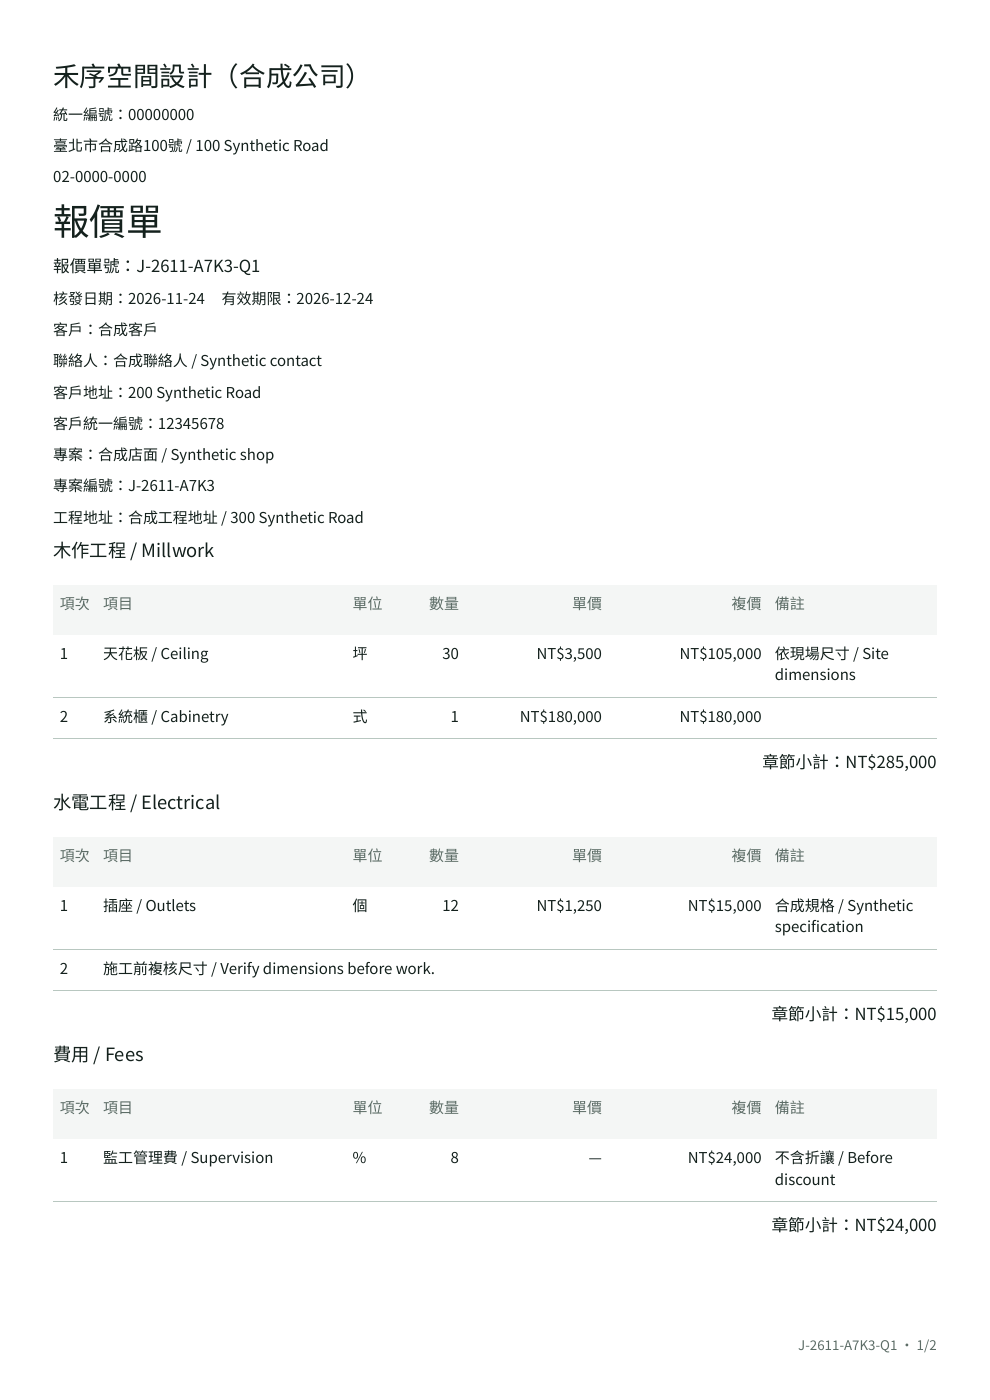 禾序空間設計（合成公司）
統一編號：00000000
臺北市合成路100號 / 100 Synthetic Road
02-0000-0000
報價單
報價單號：J-2611-A7K3-Q1
核發日期：2026-11-24 有效期限：2026-12-24
客戶：合成客戶
聯絡人：合成聯絡人 / Synthetic contact
客戶地址：200 Synthetic Road
客戶統一編號：12345678
專案：合成店面 / Synthetic shop
專案編號：J-2611-A7K3
工程地址：合成工程地址 / 300 Synthetic Road
木作工程 / Millwork
項次 項目 單位 數量 單價 複價 備註
1 天花板 / Ceiling 坪 30 NT$3,500 NT$105,000 依現場尺寸 / Site
dimensions
2 系統櫃 / Cabinetry 式 1 NT$180,000 NT$180,000
章節小計：NT$285,000
水電工程 / Electrical
項次 項目 單位 數量 單價 複價 備註
1 插座 / Outlets 個 12 NT$1,250 NT$15,000 合成規格 / Synthetic
specification
2 施工前複核尺寸 / Verify dimensions before work.
章節小計：NT$15,000
費用 / Fees
項次 項目 單位 數量 單價 複價 備註
1 監工管理費 / Supervision % 8 — NT$24,000 不含折讓 / Before
discount
章節小計：NT$24,000
J-2611-A7K3-Q1 · 1/2